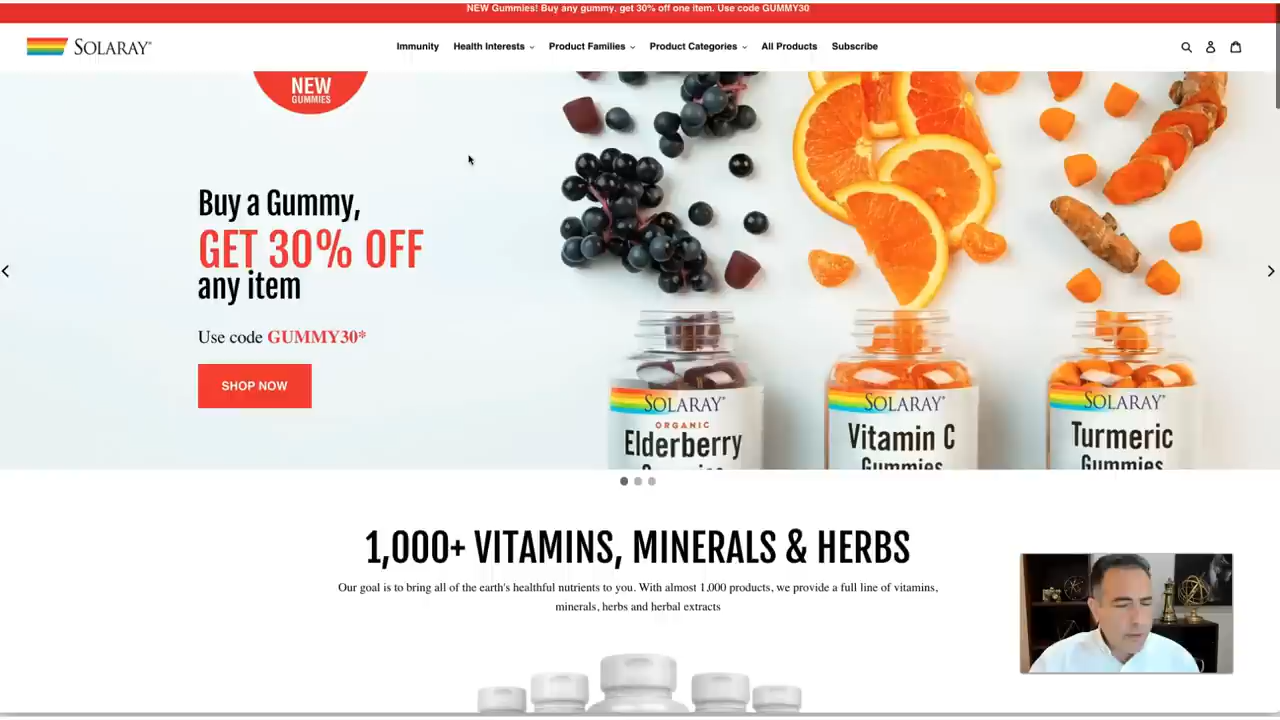 NEW Gummies! Buy any gummy, get 30% off one item. Use code GUMMY30
SOLARAY®
Immunity
Health Interests
Product Families
Product Categories
All Products
Subscribe
NEW
GUMMIES
Buy a Gummy,
GET 30% OFF
any item
Use code GUMMY30*
SHOP NOW
SOLARAY®
ORGANIC
Elderberry
Gummies
SOLARAY®
Vitamin C
Gummies
SOLARAY®
Turmeric
Gummies
1,000+ VITAMINS, MINERALS & HERBS
Our goal is to bring all of the earth's healthful nutrients to you. With almost 1,000 products, we provide a full line of vitamins,
minerals, herbs and herbal extracts